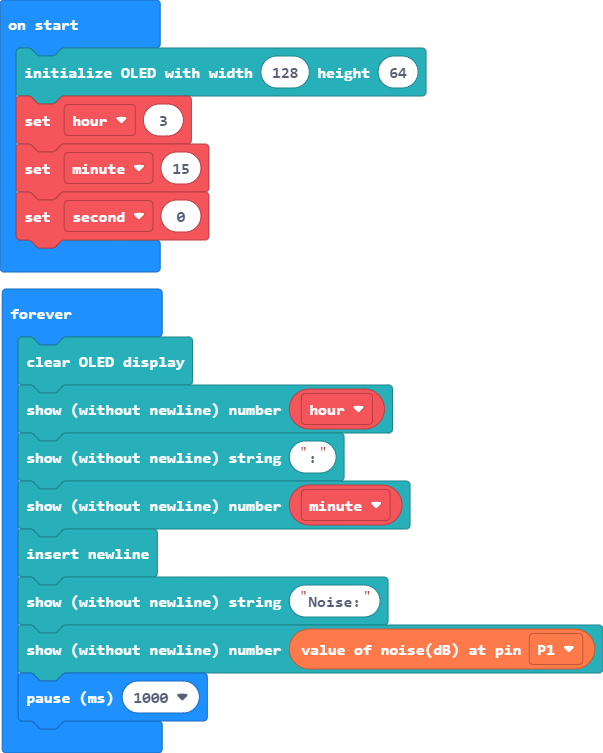 on start
initialize OLED with width 128 height 64
set hour 3
set minute 15
set second 0
forever
clear OLED display
show (without newline) number hour
show (without newline) string ":"
show (without newline) number minute
insert newline
show (without newline) string "Noise:"
show (without newline) number value of noise(dB) at pin P1
pause (ms) 1000